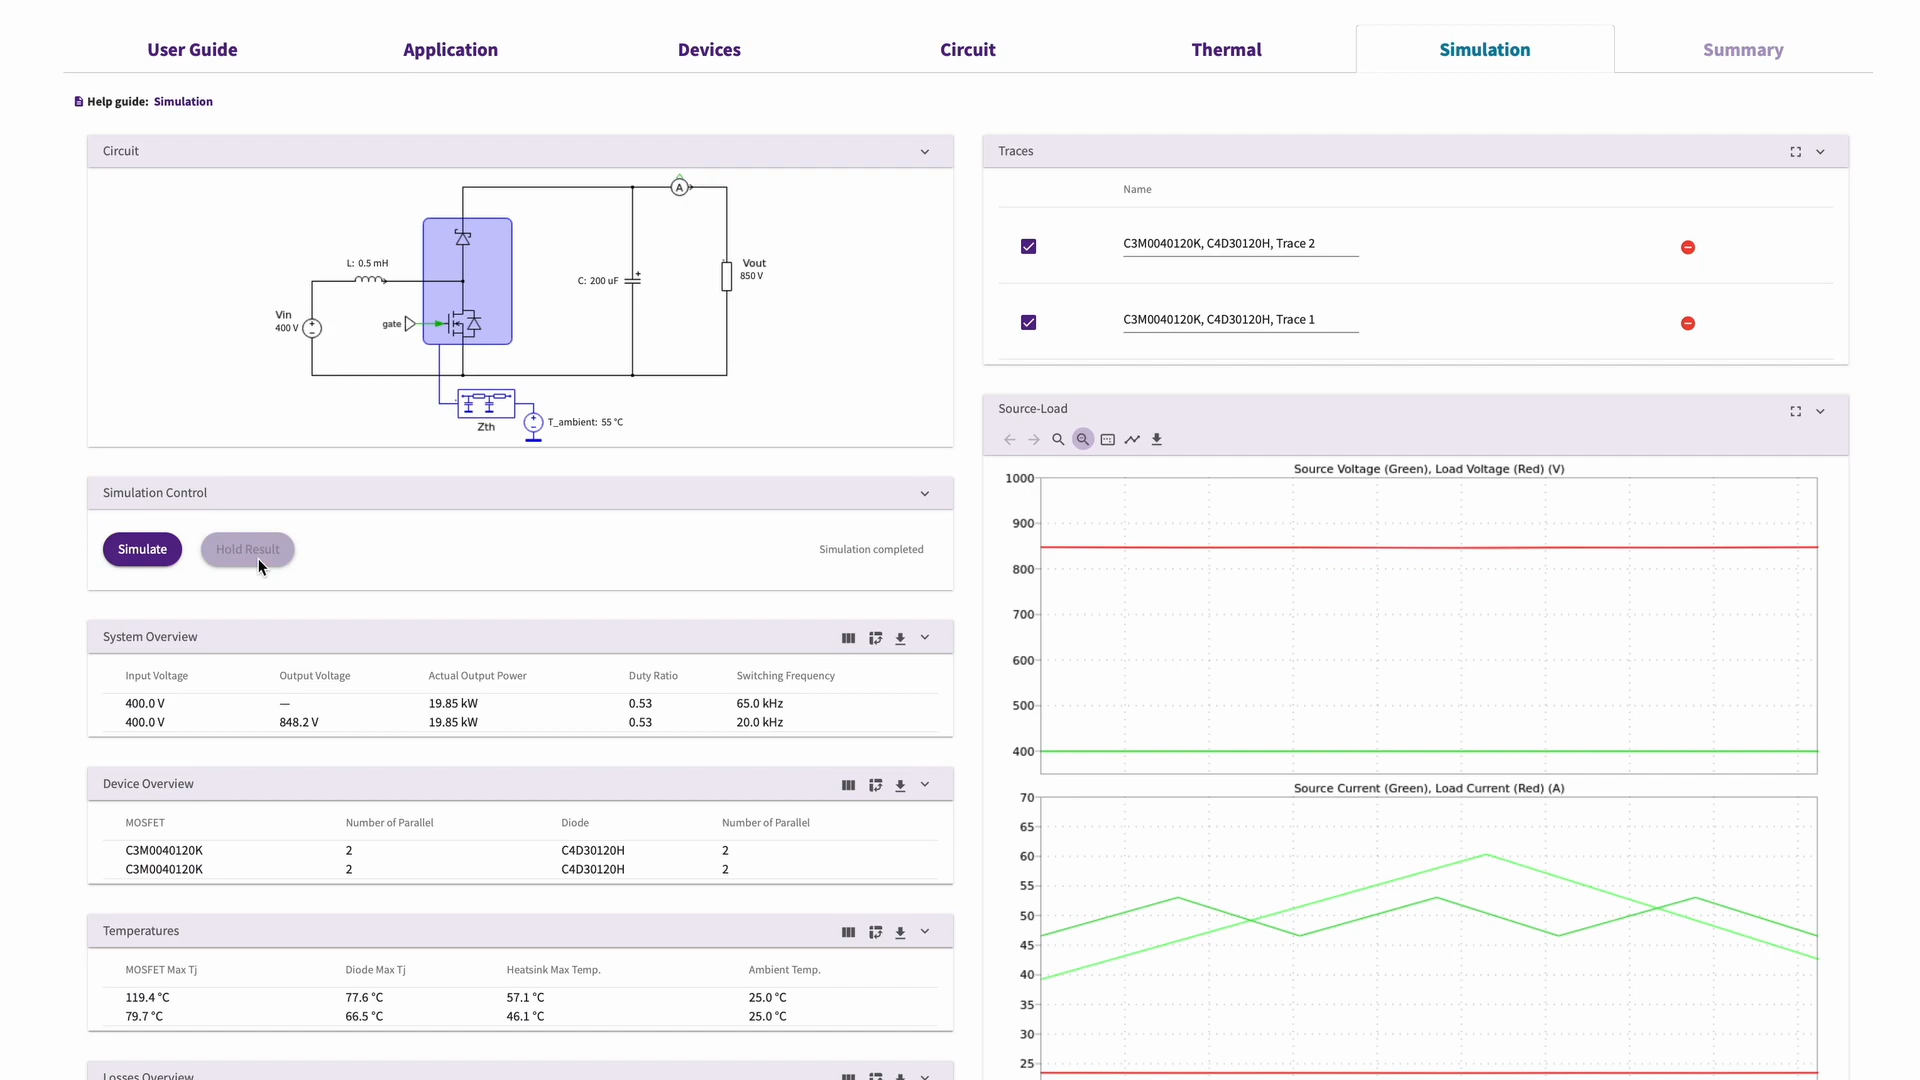 User Guide
Application
Devices
Circuit
Thermal
Simulation
Summary
Help guide: Simulation
Circuit
A
L: 0.5 mH
C: 200 uF
Vout
850 V
Vin
400 V
gate
Zth
T_ambient: 55 °C
Simulation Control
Simulate
Hold Result
Simulation completed
System Overview
Input Voltage Output Voltage Actual Output Power Duty Ratio Switching Frequency
400.0 V — 19.85 kW 0.53 65.0 kHz
400.0 V 848.2 V 19.85 kW 0.53 20.0 kHz
Device Overview
MOSFET Number of Parallel Diode Number of Parallel
C3M0040120K 2 C4D30120H 2
C3M0040120K 2 C4D30120H 2
Temperatures
MOSFET Max Tj Diode Max Tj Heatsink Max Temp. Ambient Temp.
119.4 °C 77.6 °C 57.1 °C 25.0 °C
79.7 °C 66.5 °C 46.1 °C 25.0 °C
Losses Overview
Traces
Name
C3M0040120K, C4D30120H, Trace 2
C3M0040120K, C4D30120H, Trace 1
Source-Load
Source Voltage (Green), Load Voltage (Red) (V)
1000
900
800
700
600
500
400
Source Current (Green), Load Current (Red) (A)
70
65
60
55
50
45
40
35
30
25